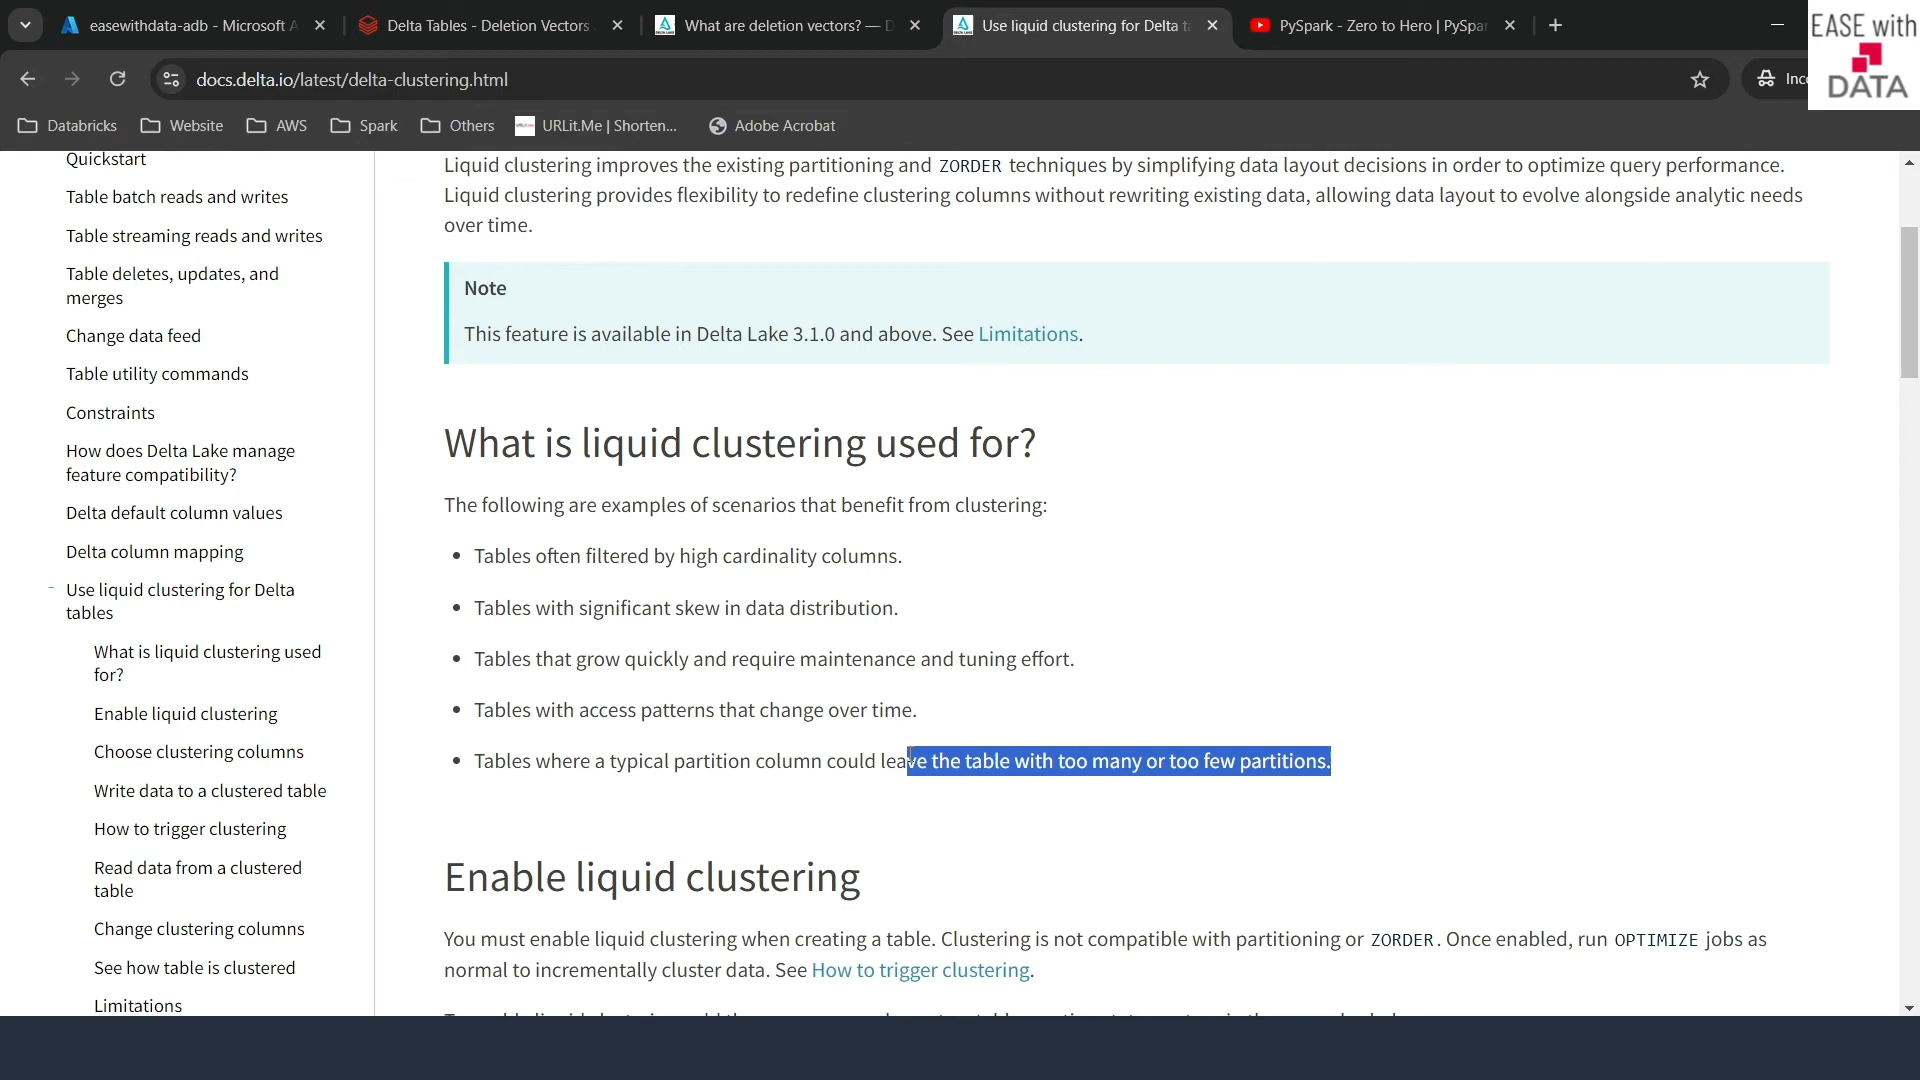 easewithdata-adb - Microsoft A
Delta Tables - Deletion Vectors
What are deletion vectors? — D
Use liquid clustering for Delta ta
PySpark - Zero to Hero | PySpar
EASE with
DATA
docs.delta.io/latest/delta-clustering.html
Inco
Databricks
Website
AWS
Spark
Others
URLit.Me | Shorten...
Adobe Acrobat
Quickstart
Table batch reads and writes
Table streaming reads and writes
Table deletes, updates, and
merges
Change data feed
Table utility commands
Constraints
How does Delta Lake manage
feature compatibility?
Delta default column values
Delta column mapping
Use liquid clustering for Delta
tables
What is liquid clustering used
for?
Enable liquid clustering
Choose clustering columns
Write data to a clustered table
How to trigger clustering
Read data from a clustered
table
Change clustering columns
See how table is clustered
Limitations
Liquid clustering improves the existing partitioning and ZORDER techniques by simplifying data layout decisions in order to optimize query performance.
Liquid clustering provides flexibility to redefine clustering columns without rewriting existing data, allowing data layout to evolve alongside analytic needs
over time.
Note
This feature is available in Delta Lake 3.1.0 and above. See Limitations.
What is liquid clustering used for?
The following are examples of scenarios that benefit from clustering:
• Tables often filtered by high cardinality columns.
• Tables with significant skew in data distribution.
• Tables that grow quickly and require maintenance and tuning effort.
• Tables with access patterns that change over time.
• Tables where a typical partition column could leave the table with too many or too few partitions.
Enable liquid clustering
You must enable liquid clustering when creating a table. Clustering is not compatible with partitioning or ZORDER. Once enabled, run OPTIMIZE jobs as
normal to incrementally cluster data. See How to trigger clustering.